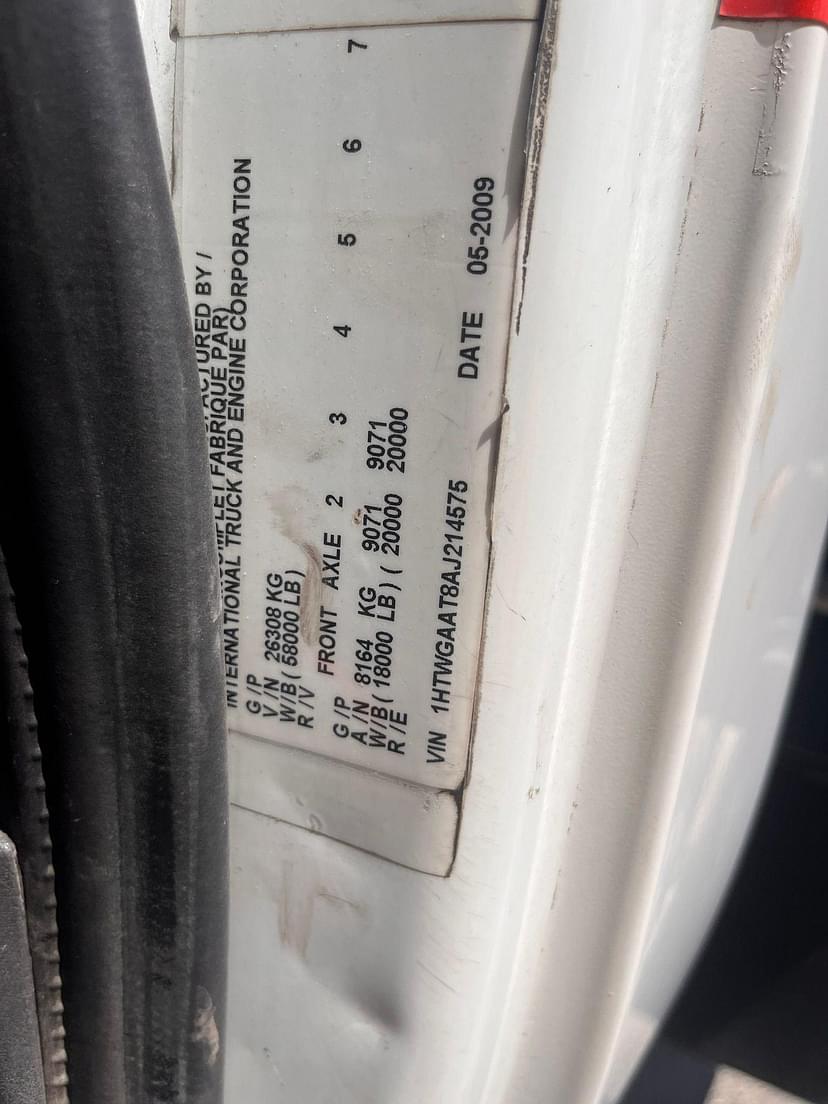 BY /
FABRIQUE PAR)
INTERNATIONAL TRUCK AND ENGINE CORPORATION
G /P
V /N 26308 KG
W/B ( 58000 LB )
R /V
FRONT AXLE 2 3 4 5 6 7
G /P
A /N 8164 KG 9071 9071
W/B ( 18000 LB ) ( 20000 20000
R /E
VIN 1HTWGAAT8AJ214575 DATE 05-2009